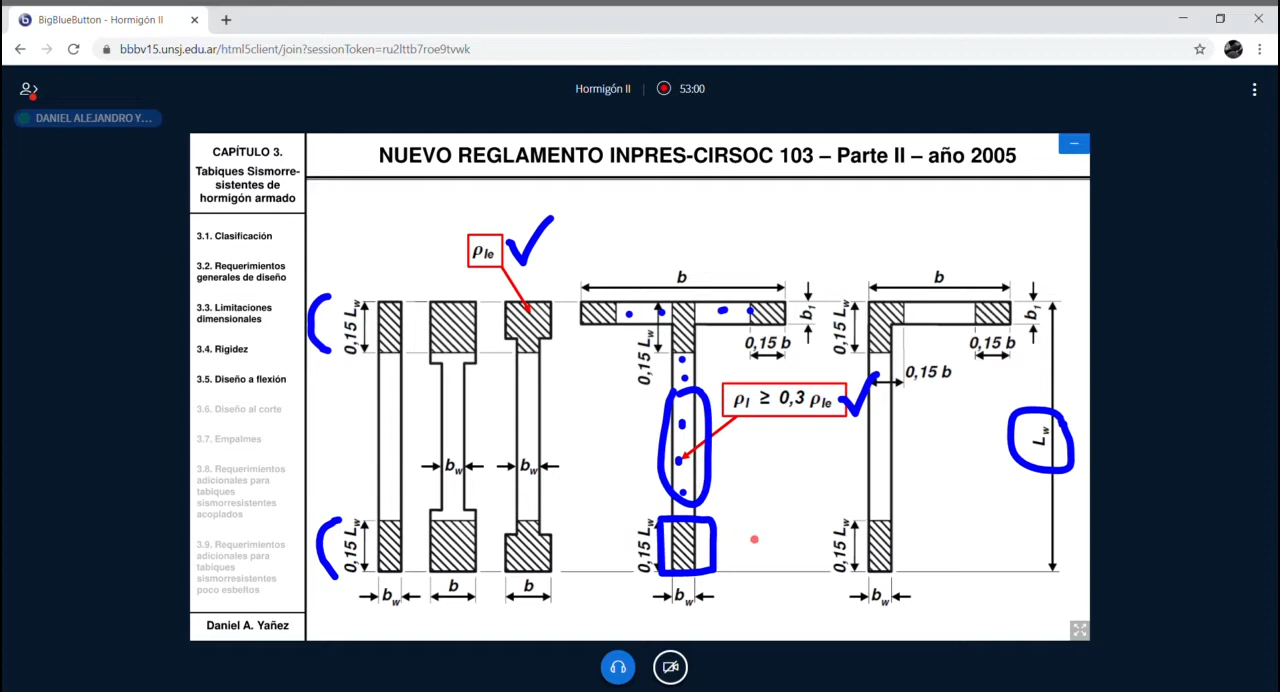 BigBlueButton - Hormigón II
bbbv15.unsj.edu.ar/html5client/join?sessionToken=ru2lttb7roe9tvwk
Hormigón II
53:00
DANIEL ALEJANDRO Y...
CAPÍTULO 3.
Tabiques Sismorre-
sistentes de
hormigón armado
NUEVO REGLAMENTO INPRES-CIRSOC 103 – Parte II – año 2005
3.1. Clasificación
3.2. Requerimientos
generales de diseño
3.3. Limitaciones
dimensionales
3.4. Rigidez
3.5. Diseño a flexión
3.6. Diseño al corte
3.7. Empalmes
3.8. Requerimientos
adicionales para
tabiques
sismorresistentes
acoplados
3.9. Requerimientos
adicionales para
tabiques
sismorresistentes
poco esbeltos
Daniel A. Yañez
ρle
b
b
0,15 Lw
0,15 Lw
0,15 Lw
b1
b1
0,15 b
0,15 b
0,15 b
ρl ≥ 0,3 ρle
Lw
bw
bw
0,15 Lw
0,15 Lw
0,15 Lw
bw
b
b
bw
bw